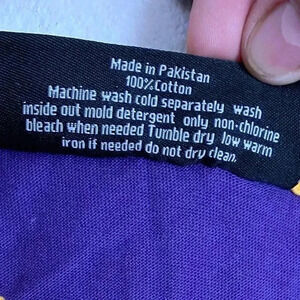 Made in Pakistan
100%Cotton
Machine wash cold separately wash
inside out mold detergent only non-chlorine
bleach when needed Tumble dry low warm
iron if needed do not dry clean.